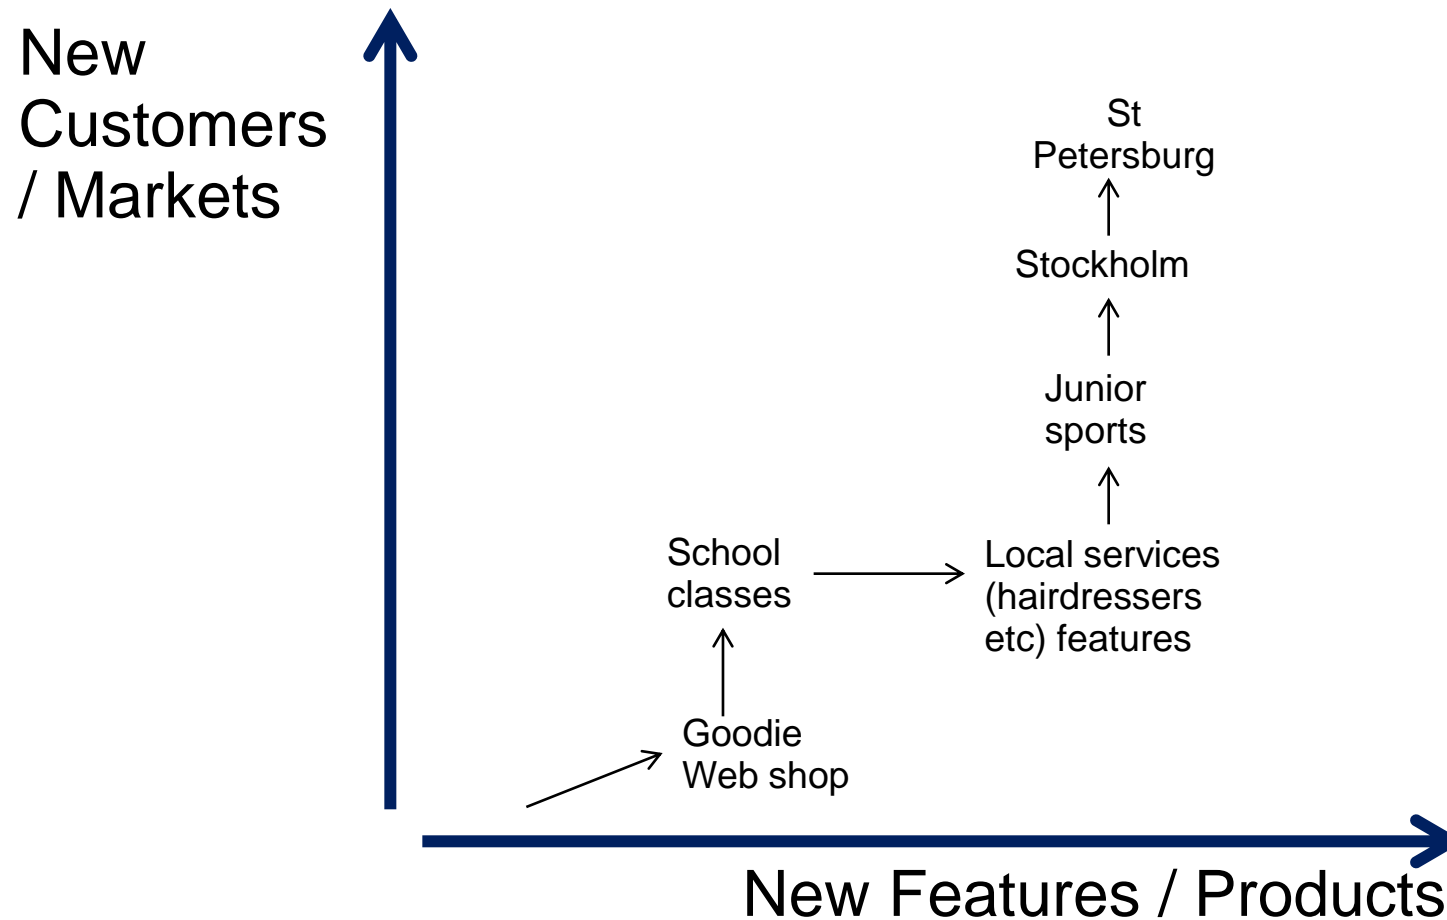 New
Customers
/ Markets
St
Petersburg
Stockholm
Junior
sports
School
classes
Local services
(hairdressers
etc) features
Goodie
Web shop
New Features / Products